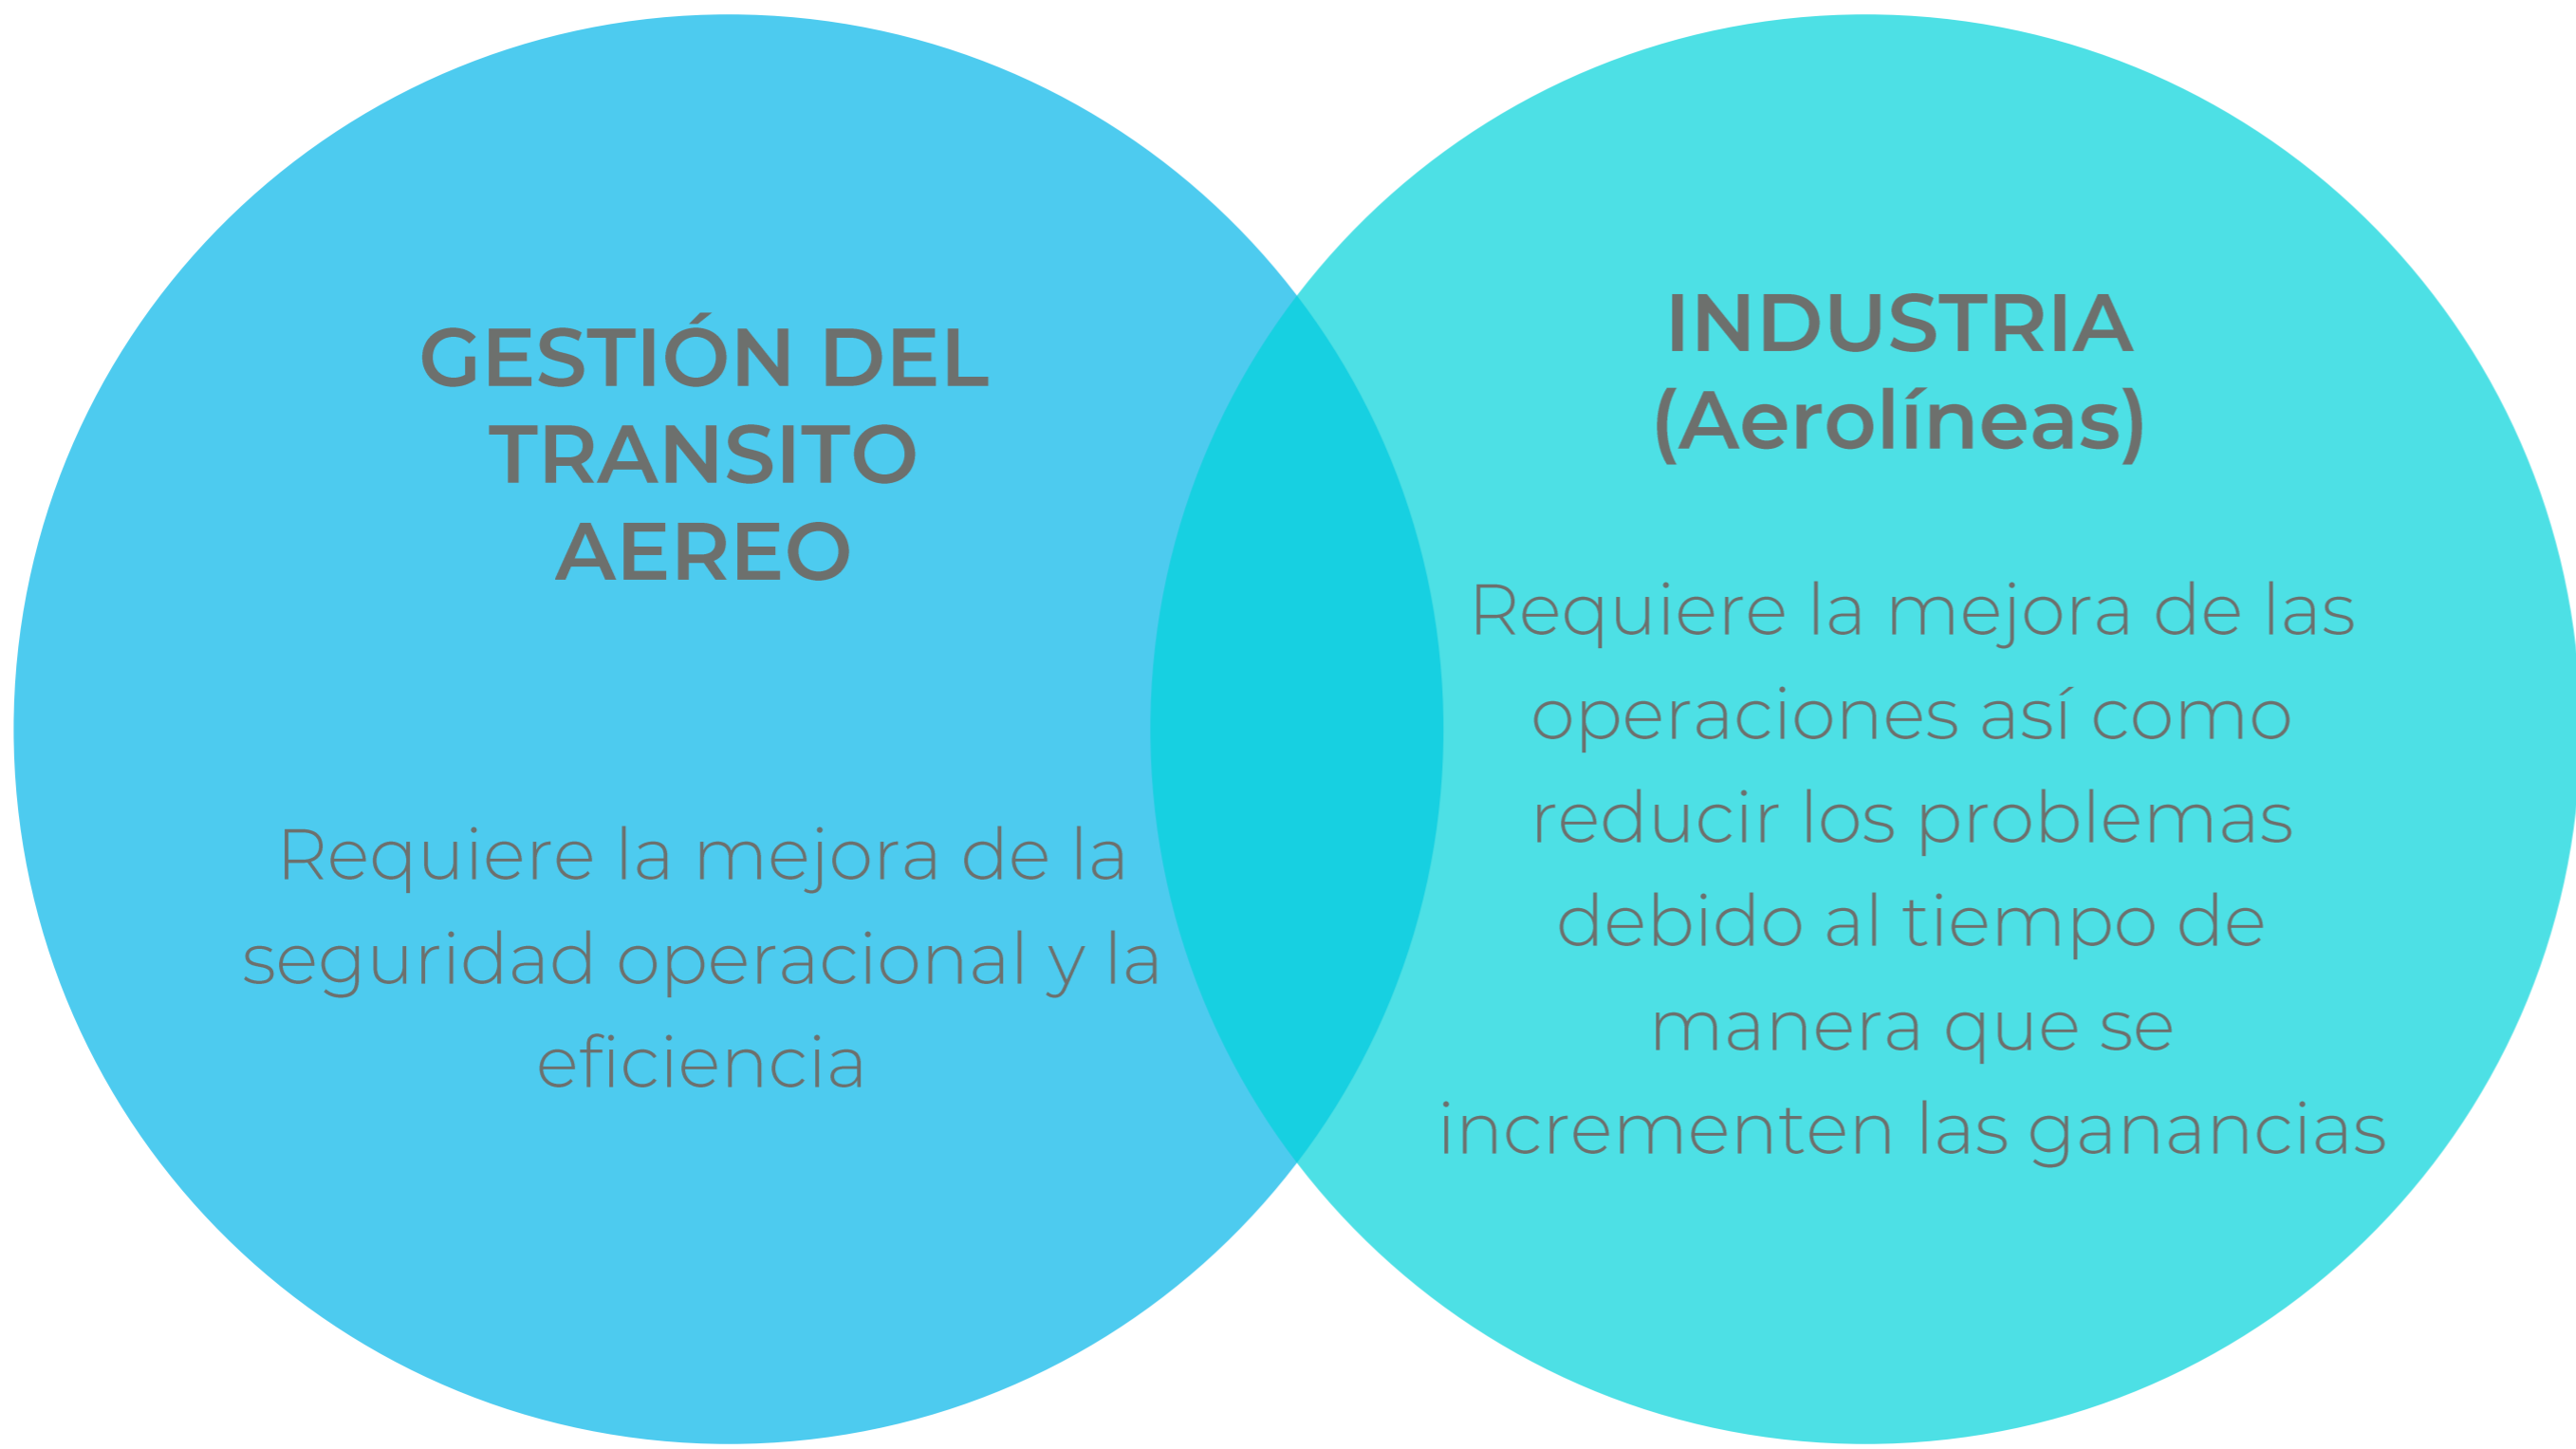 GESTIÓN DEL
TRANSITO
AEREO
Requiere la mejora de la
seguridad operacional y la
eficiencia
INDUSTRIA
(Aerolíneas)
Requiere la mejora de las
operaciones así como
reducir los problemas
debido al tiempo de
manera que se
incrementen las ganancias